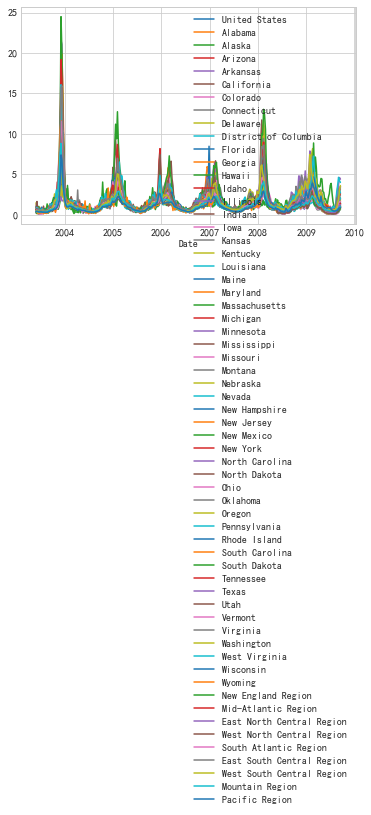 25
20
15
10
5
0
2004 2005 2006 2007 2008 2009 2010
Date
United States
Alabama
Alaska
Arizona
Arkansas
California
Colorado
Connecticut
Delaware
District of Columbia
Florida
Georgia
Hawaii
Idaho
Illinois
Indiana
Iowa
Kansas
Kentucky
Louisiana
Maine
Maryland
Massachusetts
Michigan
Minnesota
Mississippi
Missouri
Montana
Nebraska
Nevada
New Hampshire
New Jersey
New Mexico
New York
North Carolina
North Dakota
Ohio
Oklahoma
Oregon
Pennsylvania
Rhode Island
South Carolina
South Dakota
Tennessee
Texas
Utah
Vermont
Virginia
Washington
West Virginia
Wisconsin
Wyoming
New England Region
Mid-Atlantic Region
East North Central Region
West North Central Region
South Atlantic Region
East South Central Region
West South Central Region
Mountain Region
Pacific Region